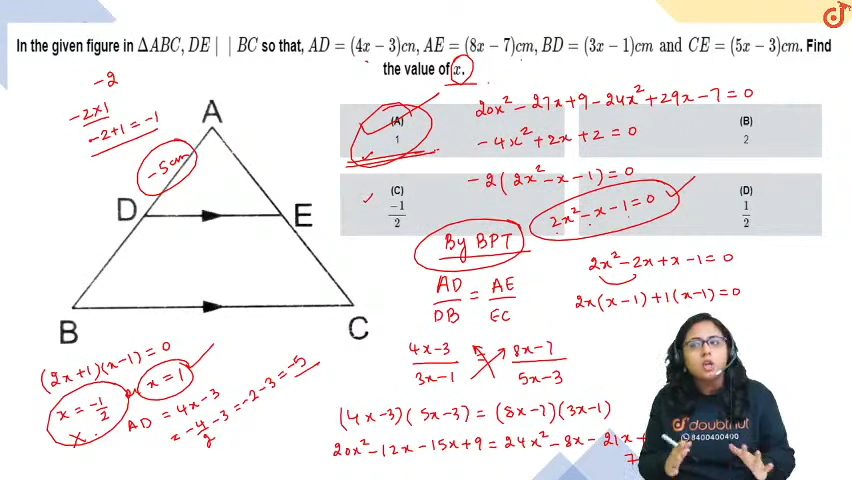 In the given figure in ΔABC, DE | | BC so that, AD = (4x − 3)cn, AE = (8x − 7)cm, BD = (3x − 1)cm and CE = (5x − 3)cm. Find
the value of x.
-2
-2×1
-2+1=-1
A
-5cm
D
E
B
C
(A)
1
(B)
2
(C)
-1/2
(D)
1/2
20x²-27x+9-24x²+29x-7=0
-4x²+2x+2=0
-2(2x²-x-1)=0
2x²-x-1=0
By BPT
AD/DB = AE/EC
2x²-2x+x-1=0
2x(x-1)+1(x-1)=0
4x-3/3x-1 8x-7/5x-3
(4x-3)(5x-3)=(8x-7)(3x-1)
20x²-12x-15x+9=24x²-8x-21x+
7
(2x+1)(x-1)=0
x=-1/2 or x=1
X
AD = 4x-3
-4/2-3=-2-3=-5
doubtnut
8400400400